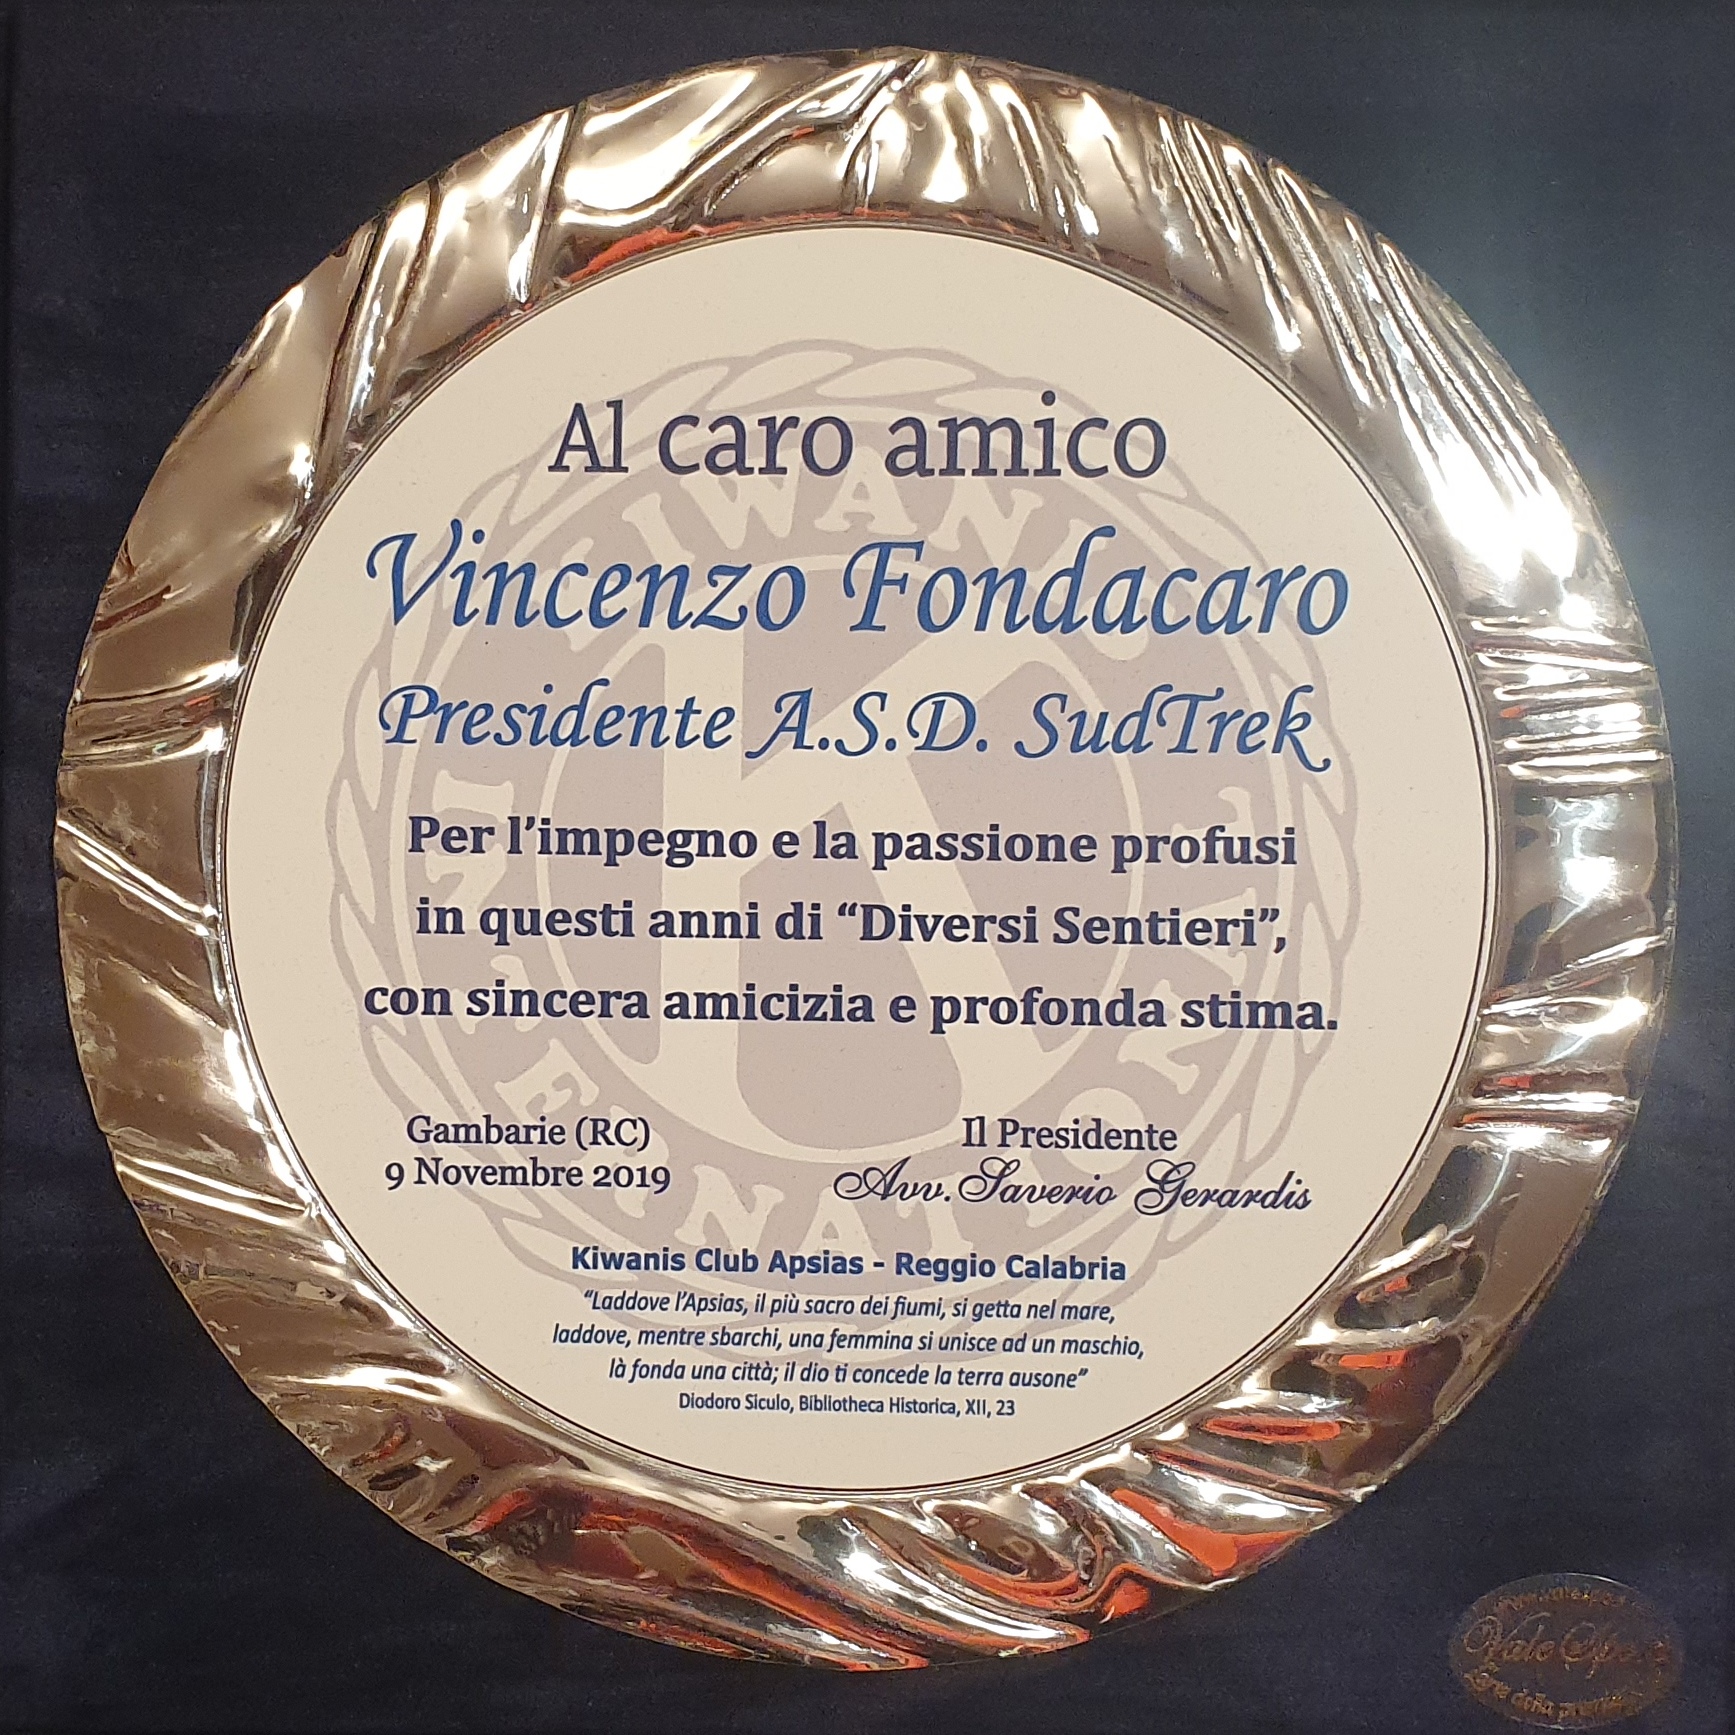 Al caro amico
Vincenzo Fondacaro
Presidente A.S.D. SudTrek
Per l'impegno e la passione profusi
in questi anni di “Diversi Sentieri”,
con sincera amicizia e profonda stima.
Gambarie (RC)
9 Novembre 2019
Il Presidente
Avv. Saverio Gerardis
Kiwanis Club Apsias - Reggio Calabria
“Laddove l'Apsias, il più sacro dei fiumi, si getta nel mare,
laddove, mentre sbarchi, una femmina si unisce ad un maschio,
là fonda una città; il dio ti concede la terra ausone”
Diodoro Siculo, Bibliotheca Historica, XII, 23
KIWANIS
INTERNATIONAL
K
Vale